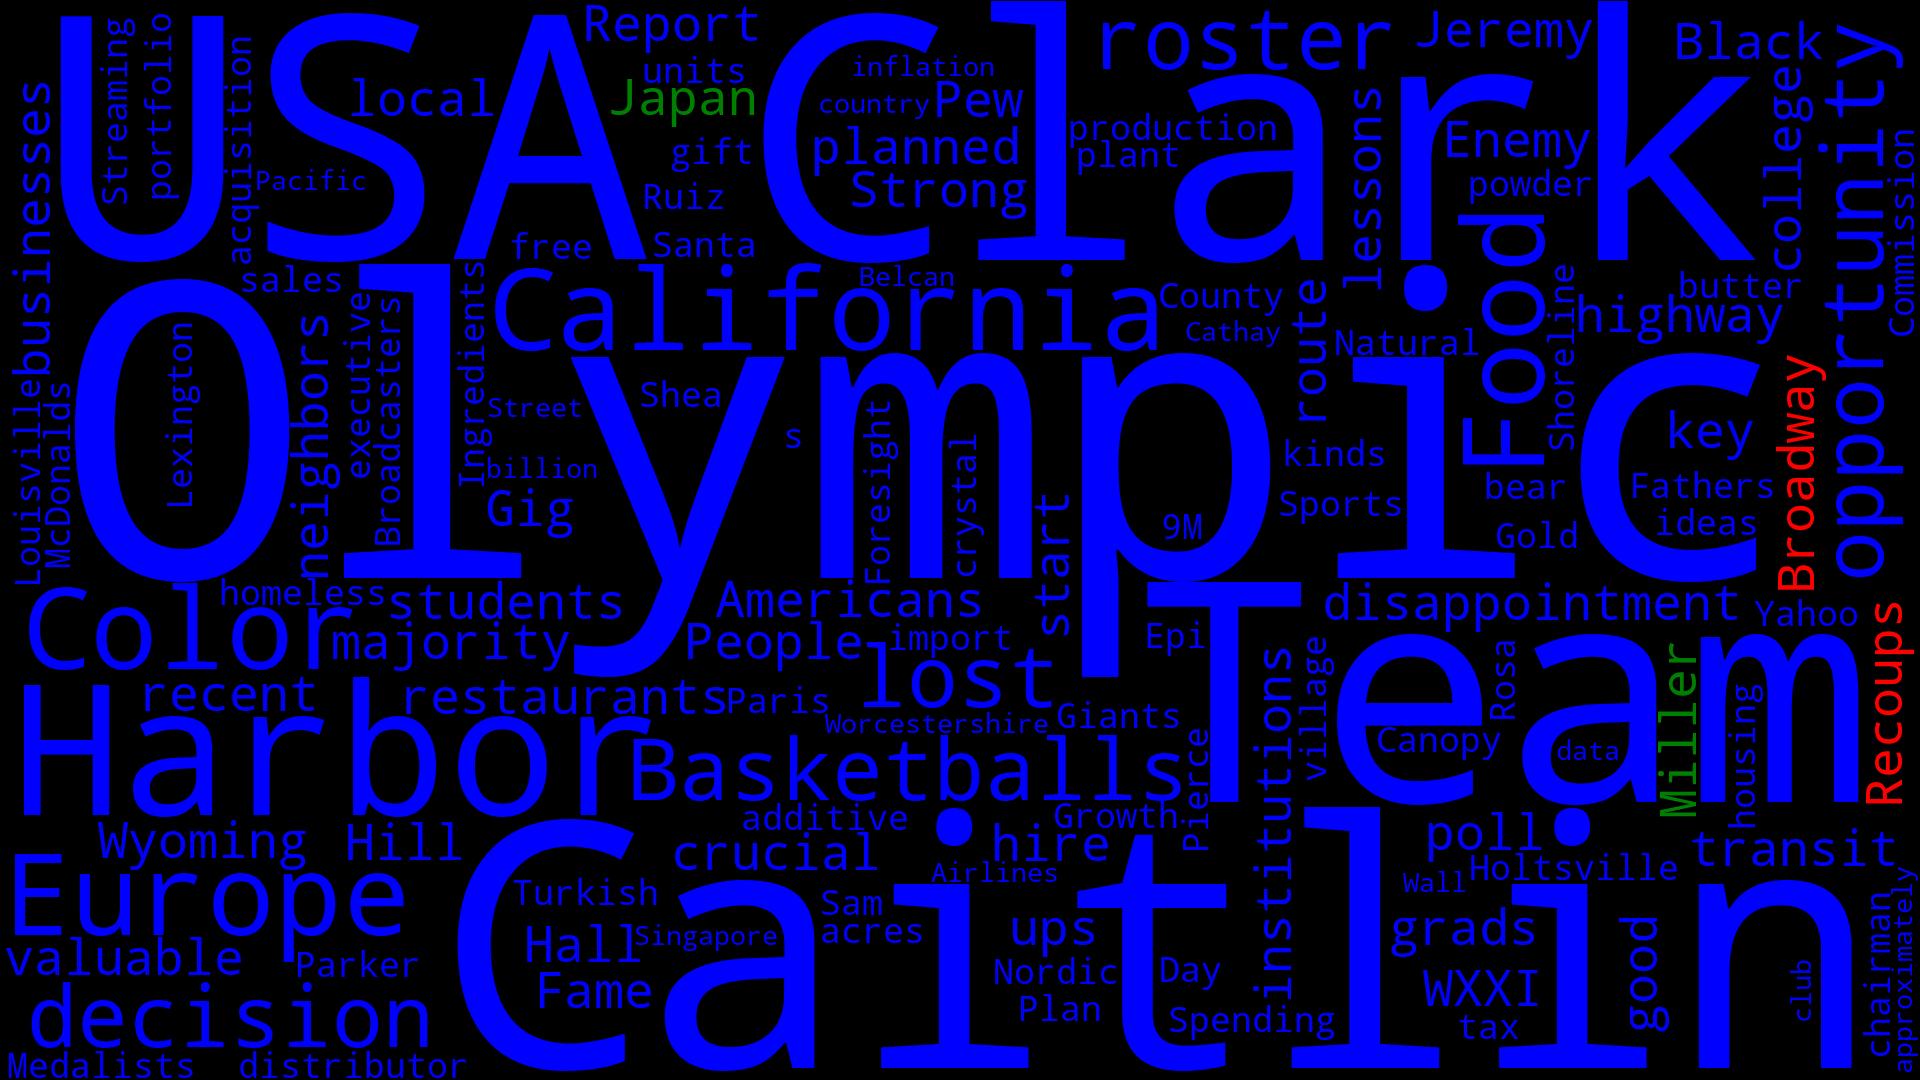 USA
Clark
Report
roster
Jeremy
Black
Streaming
portfolio
acquisition
local
units
Japan
inflation
country
Pew
production
plant
lessons
Enemy
powder
college
opportunity
Commission
businesses
Pacific
gift
Ruiz
planned
Strong
free
Santa
sales
California
Belcan
County
Cathay
route
Natural
Food
Shoreline
highway
butter
Olympic
Lexington
neighbors
executive
Broadcasters
Ingredients
Street
Shea
s
billion
Gig
Foresight
crystal
start
9M
kinds
Sports
bear
Gold
key
Fathers
ideas
Broadway
Louisville
McDonalds
Color
homeless
students
majority
Americans
People
import
lost
Epi
Team
disappointment
Yahoo
Recoups
Harbor
recent
restaurants
Paris
Worcestershire
Giants
Basketballs
Pierce
institutions
village
Canopy
Rosa
data
Miller
housing
Wyoming
Hill
additive
crucial
hire
Growth
poll
Holtsville
transit
Europe
Caitlin
Turkish
Sam
acres
Airlines
Wall
valuable
Parker
Hall
Singapore
Fame
ups
Nordic
Day
Plan
Spending
grads
WXXI
tax
good
club
chairman
approximately
decision
Medalists
distributor